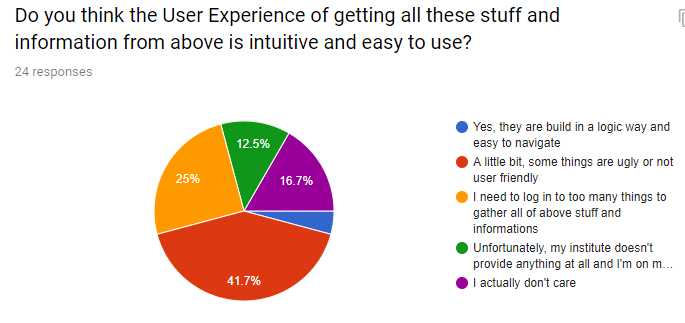 Do you think the User Experience of getting all these stuff and
information from above is intuitive and easy to use?
24 responses
12.5%
16.7%
25%
41.7%
Yes, they are build in a logic way and
easy to navigate
A little bit, some things are ugly or not
user friendly
I need to log in to too many things to
gather all of above stuff and
informations
Unfortunately, my institute doesn't
provide anything at all and I'm on m...
I actually don't care